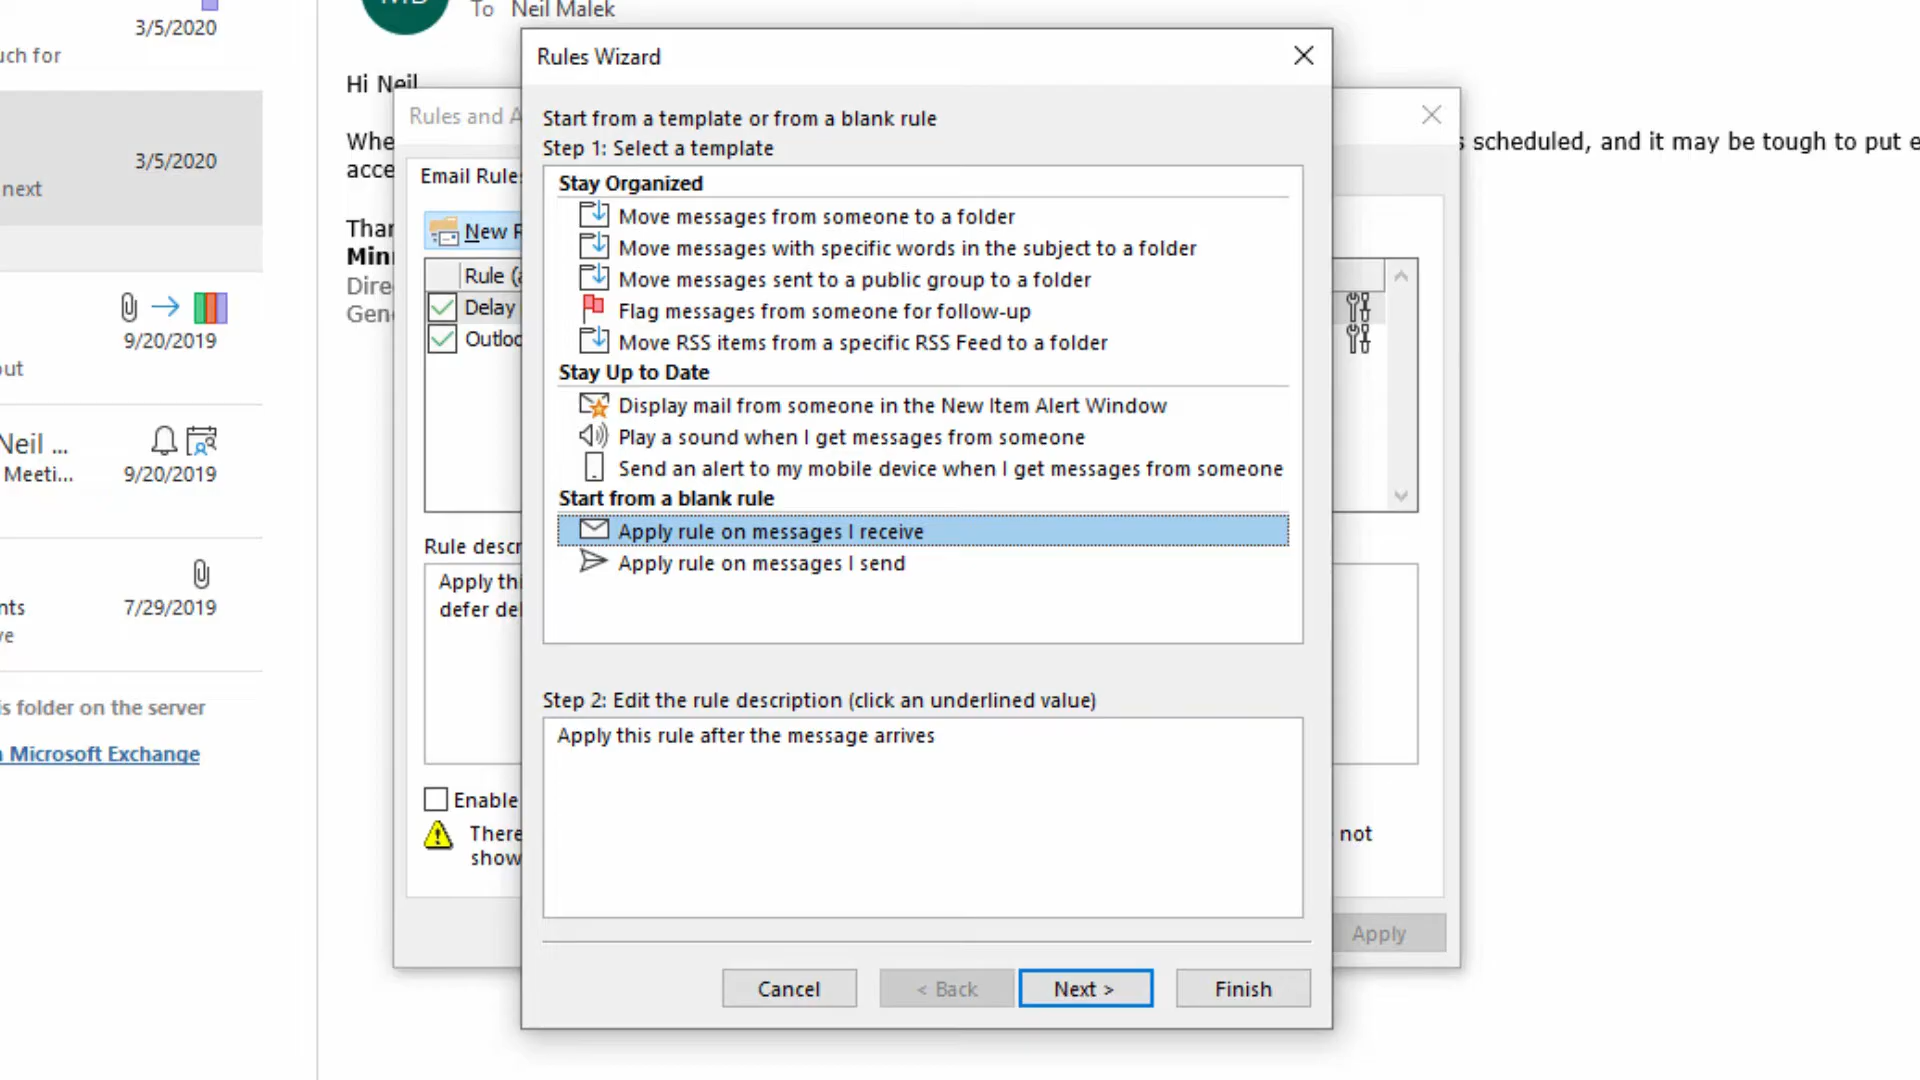 3/5/2020
uch for
3/5/2020
next
9/20/2019
out
Neil ...
Meeti...
9/20/2019
7/29/2019
nts
ve
is folder on the server
Microsoft Exchange
To Neil Malek
Hi Neil
Whe
s scheduled, and it may be tough to put e
acce
Than
Minn
Dire
Gen
Rules and A
Email Rules
New R
Rule (a
Delay
Outloo
Rule descr
Apply thi
defer del
Enable
There
not
show
Apply
Rules Wizard
Start from a template or from a blank rule
Step 1: Select a template
Stay Organized
Move messages from someone to a folder
Move messages with specific words in the subject to a folder
Move messages sent to a public group to a folder
Flag messages from someone for follow-up
Move RSS items from a specific RSS Feed to a folder
Stay Up to Date
Display mail from someone in the New Item Alert Window
Play a sound when I get messages from someone
Send an alert to my mobile device when I get messages from someone
Start from a blank rule
Apply rule on messages I receive
Apply rule on messages I send
Step 2: Edit the rule description (click an underlined value)
Apply this rule after the message arrives
Cancel
< Back
Next >
Finish